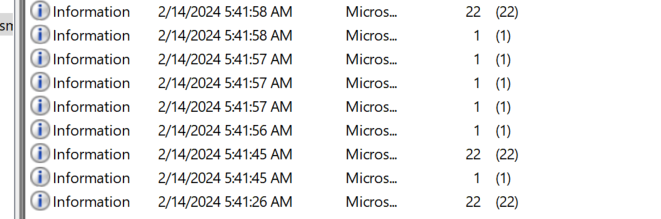 Information 2/14/2024 5:41:58 AM Micros... 22 (22)
Information 2/14/2024 5:41:58 AM Micros... 1 (1)
Information 2/14/2024 5:41:57 AM Micros... 1 (1)
Information 2/14/2024 5:41:57 AM Micros... 1 (1)
Information 2/14/2024 5:41:57 AM Micros... 1 (1)
Information 2/14/2024 5:41:56 AM Micros... 1 (1)
Information 2/14/2024 5:41:45 AM Micros... 22 (22)
Information 2/14/2024 5:41:45 AM Micros... 1 (1)
Information 2/14/2024 5:41:26 AM Micros... 22 (22)